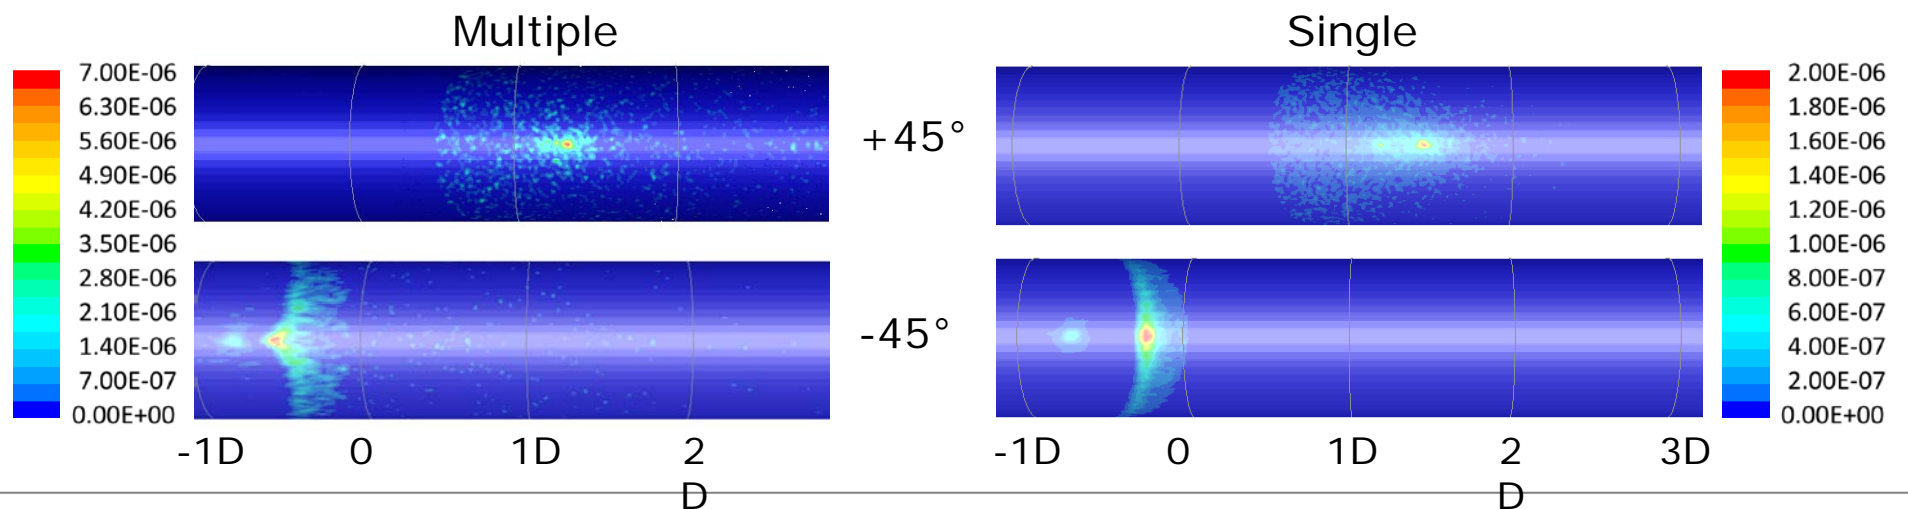 Multiple
Single
7.00E-06
6.30E-06
5.60E-06
4.90E-06
4.20E-06
3.50E-06
2.80E-06
2.10E-06
1.40E-06
7.00E-07
0.00E+00
+45°
-45°
2.00E-06
1.80E-06
1.60E-06
1.40E-06
1.20E-06
1.00E-06
8.00E-07
6.00E-07
4.00E-07
2.00E-07
0.00E+00
-1D 0 1D 2
D
-1D 0 1D 2 3D
D